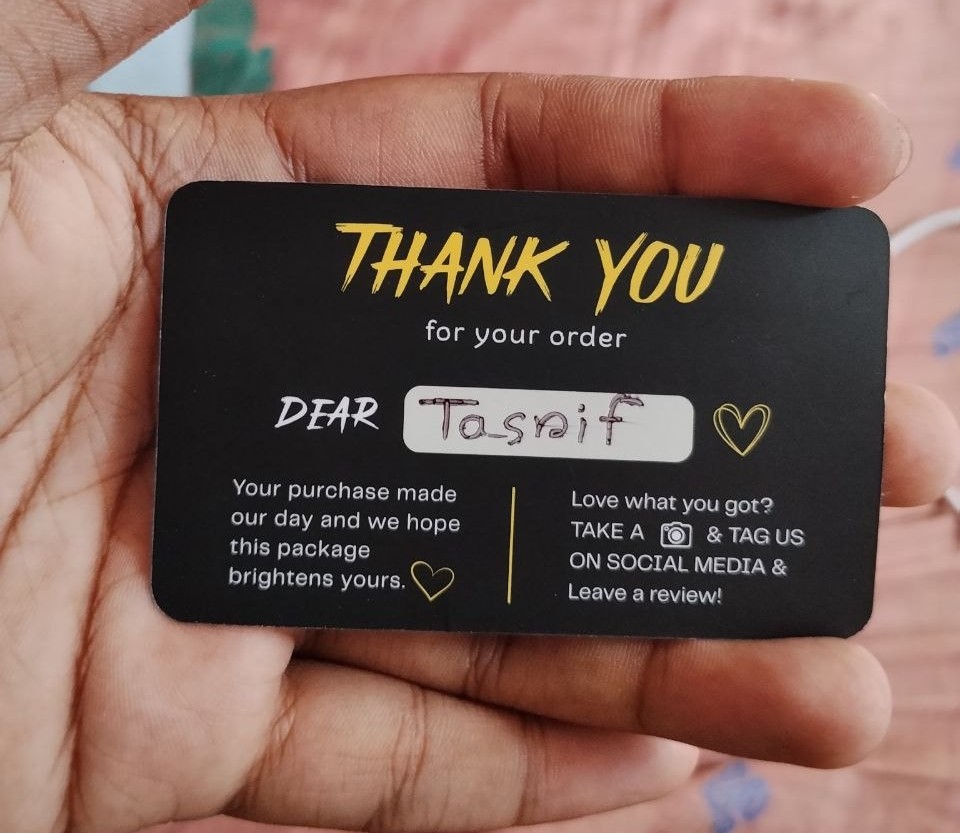 THANK YOU
for your order
DEAR Tasnif
Your purchase made
our day and we hope
this package
brightens yours.
Love what you got?
TAKE A & TAG US
ON SOCIAL MEDIA &
Leave a review!